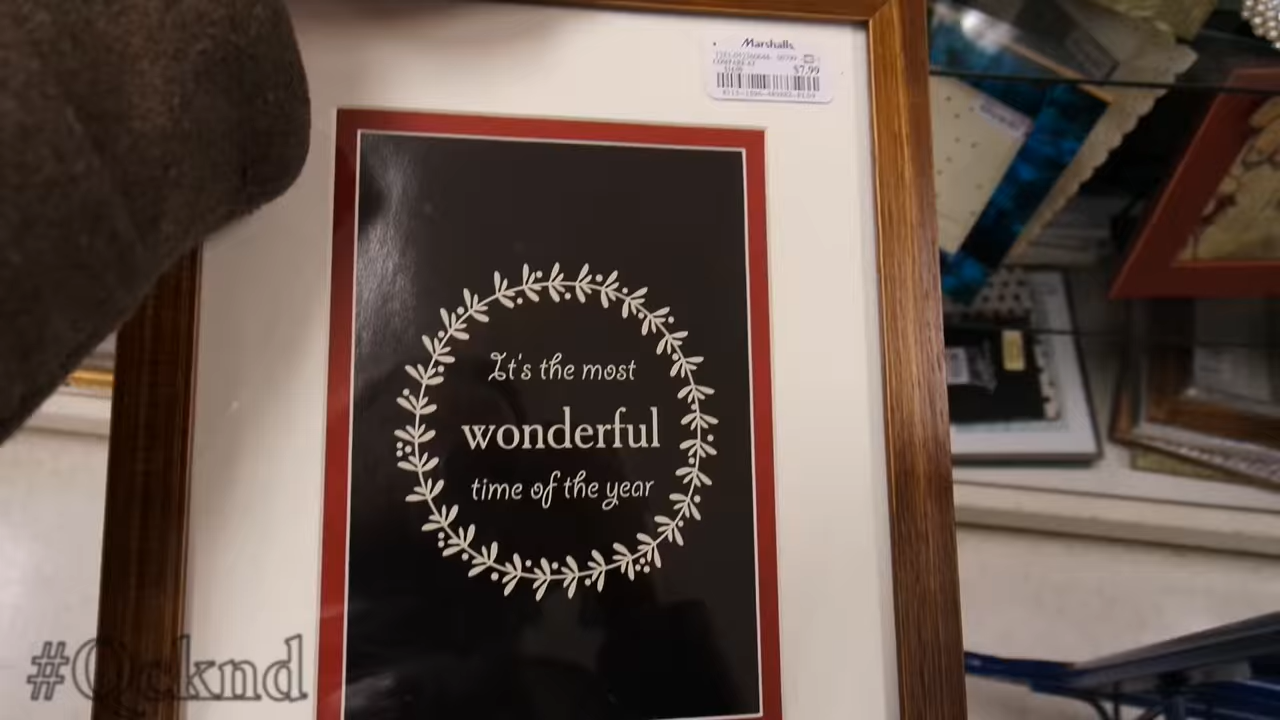 Marshalls
$7.99
It's the most
wonderful
time of the year
#Qcknd